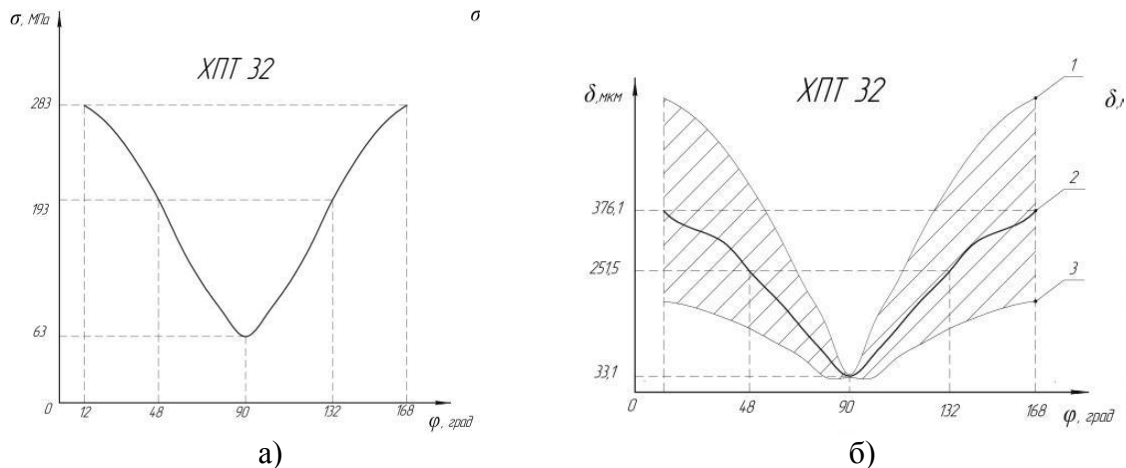 σ, МПа
σ
ХПТ 32
283
193
63
0
12
48
90
132
168
φ, град
а)
δ,мкм
ХПТ 32
1
δ,м
376,1
2
251,5
3
33,1
0
48
90
132
168
φ, град
б)